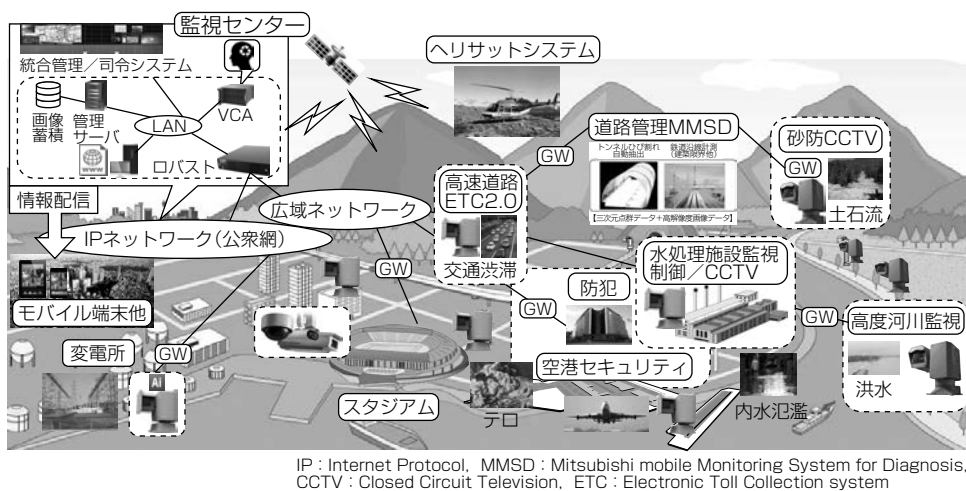 監視センター
統合管理／司令システム
画像
蓄積
管理
サーバ
LAN
VCA
WWW
ロバスト
情報配信
IPネットワーク（公衆網）
広域ネットワーク
モバイル端末他
変電所
GW
AI
ヘリサットシステム
高速道路
ETC2.0
交通渋滞
GW
道路管理MMSD
トンネルひび割れ
自動抽出
鉄道沿線計測
（建築限界他）
【三次元点群データ＋高解像度画像データ】
砂防CCTV
GW
土石流
GW
スタジアム
防犯
GW
水処理施設監視
制御／CCTV
空港セキュリティ
テロ
内水氾濫
GW
高度河川監視
洪水
IP：Internet Protocol，MMSD：Mitsubishi mobile Monitoring System for Diagnosis，
CCTV：Closed Circuit Television，ETC：Electronic Toll Collection system